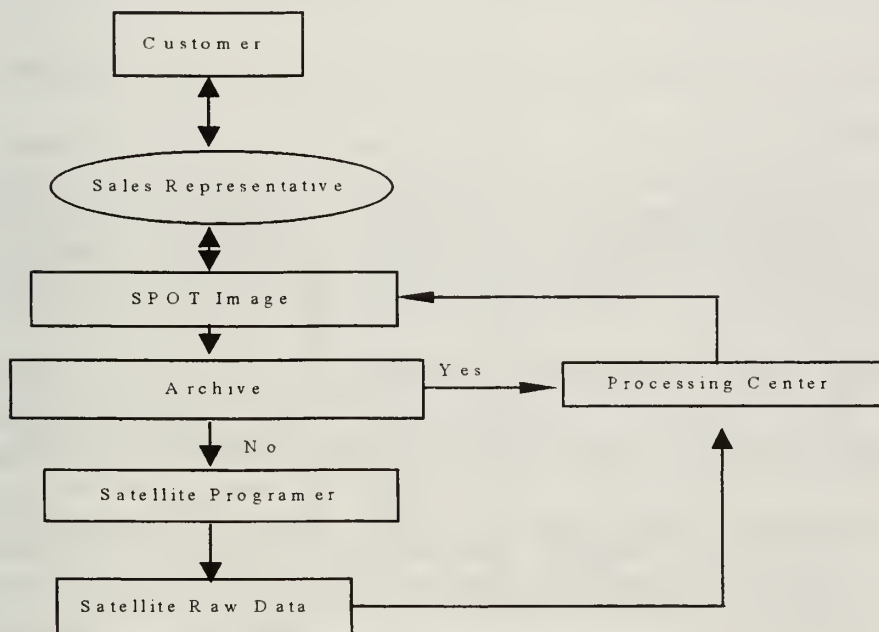 Customer
Sales Representative
SPOT Image
Yes
Archive
Processing Center
No
Satellite Programer
Satellite Raw Data